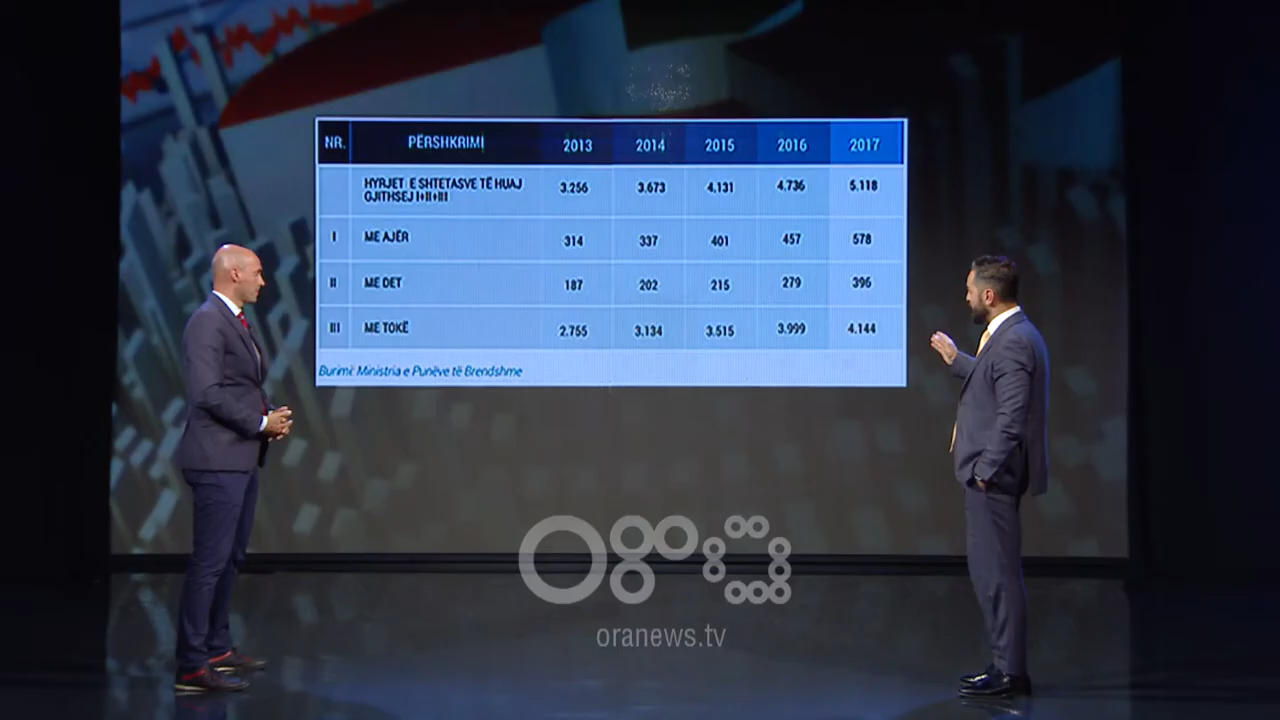 NR. PËRSHKRIMI 2013 2014 2015 2016 2017
HYRJET E SHTETASVE TË HUAJ
GJITHSEJ I+II+III 3.256 3.673 4.131 4.736 5.118
I ME AJËR 314 337 401 457 578
II ME DET 187 202 215 279 396
III ME TOKË 2.755 3.134 3.515 3.999 4.144
Burimi: Ministria e Punëve të Brendshme
oranews.tv